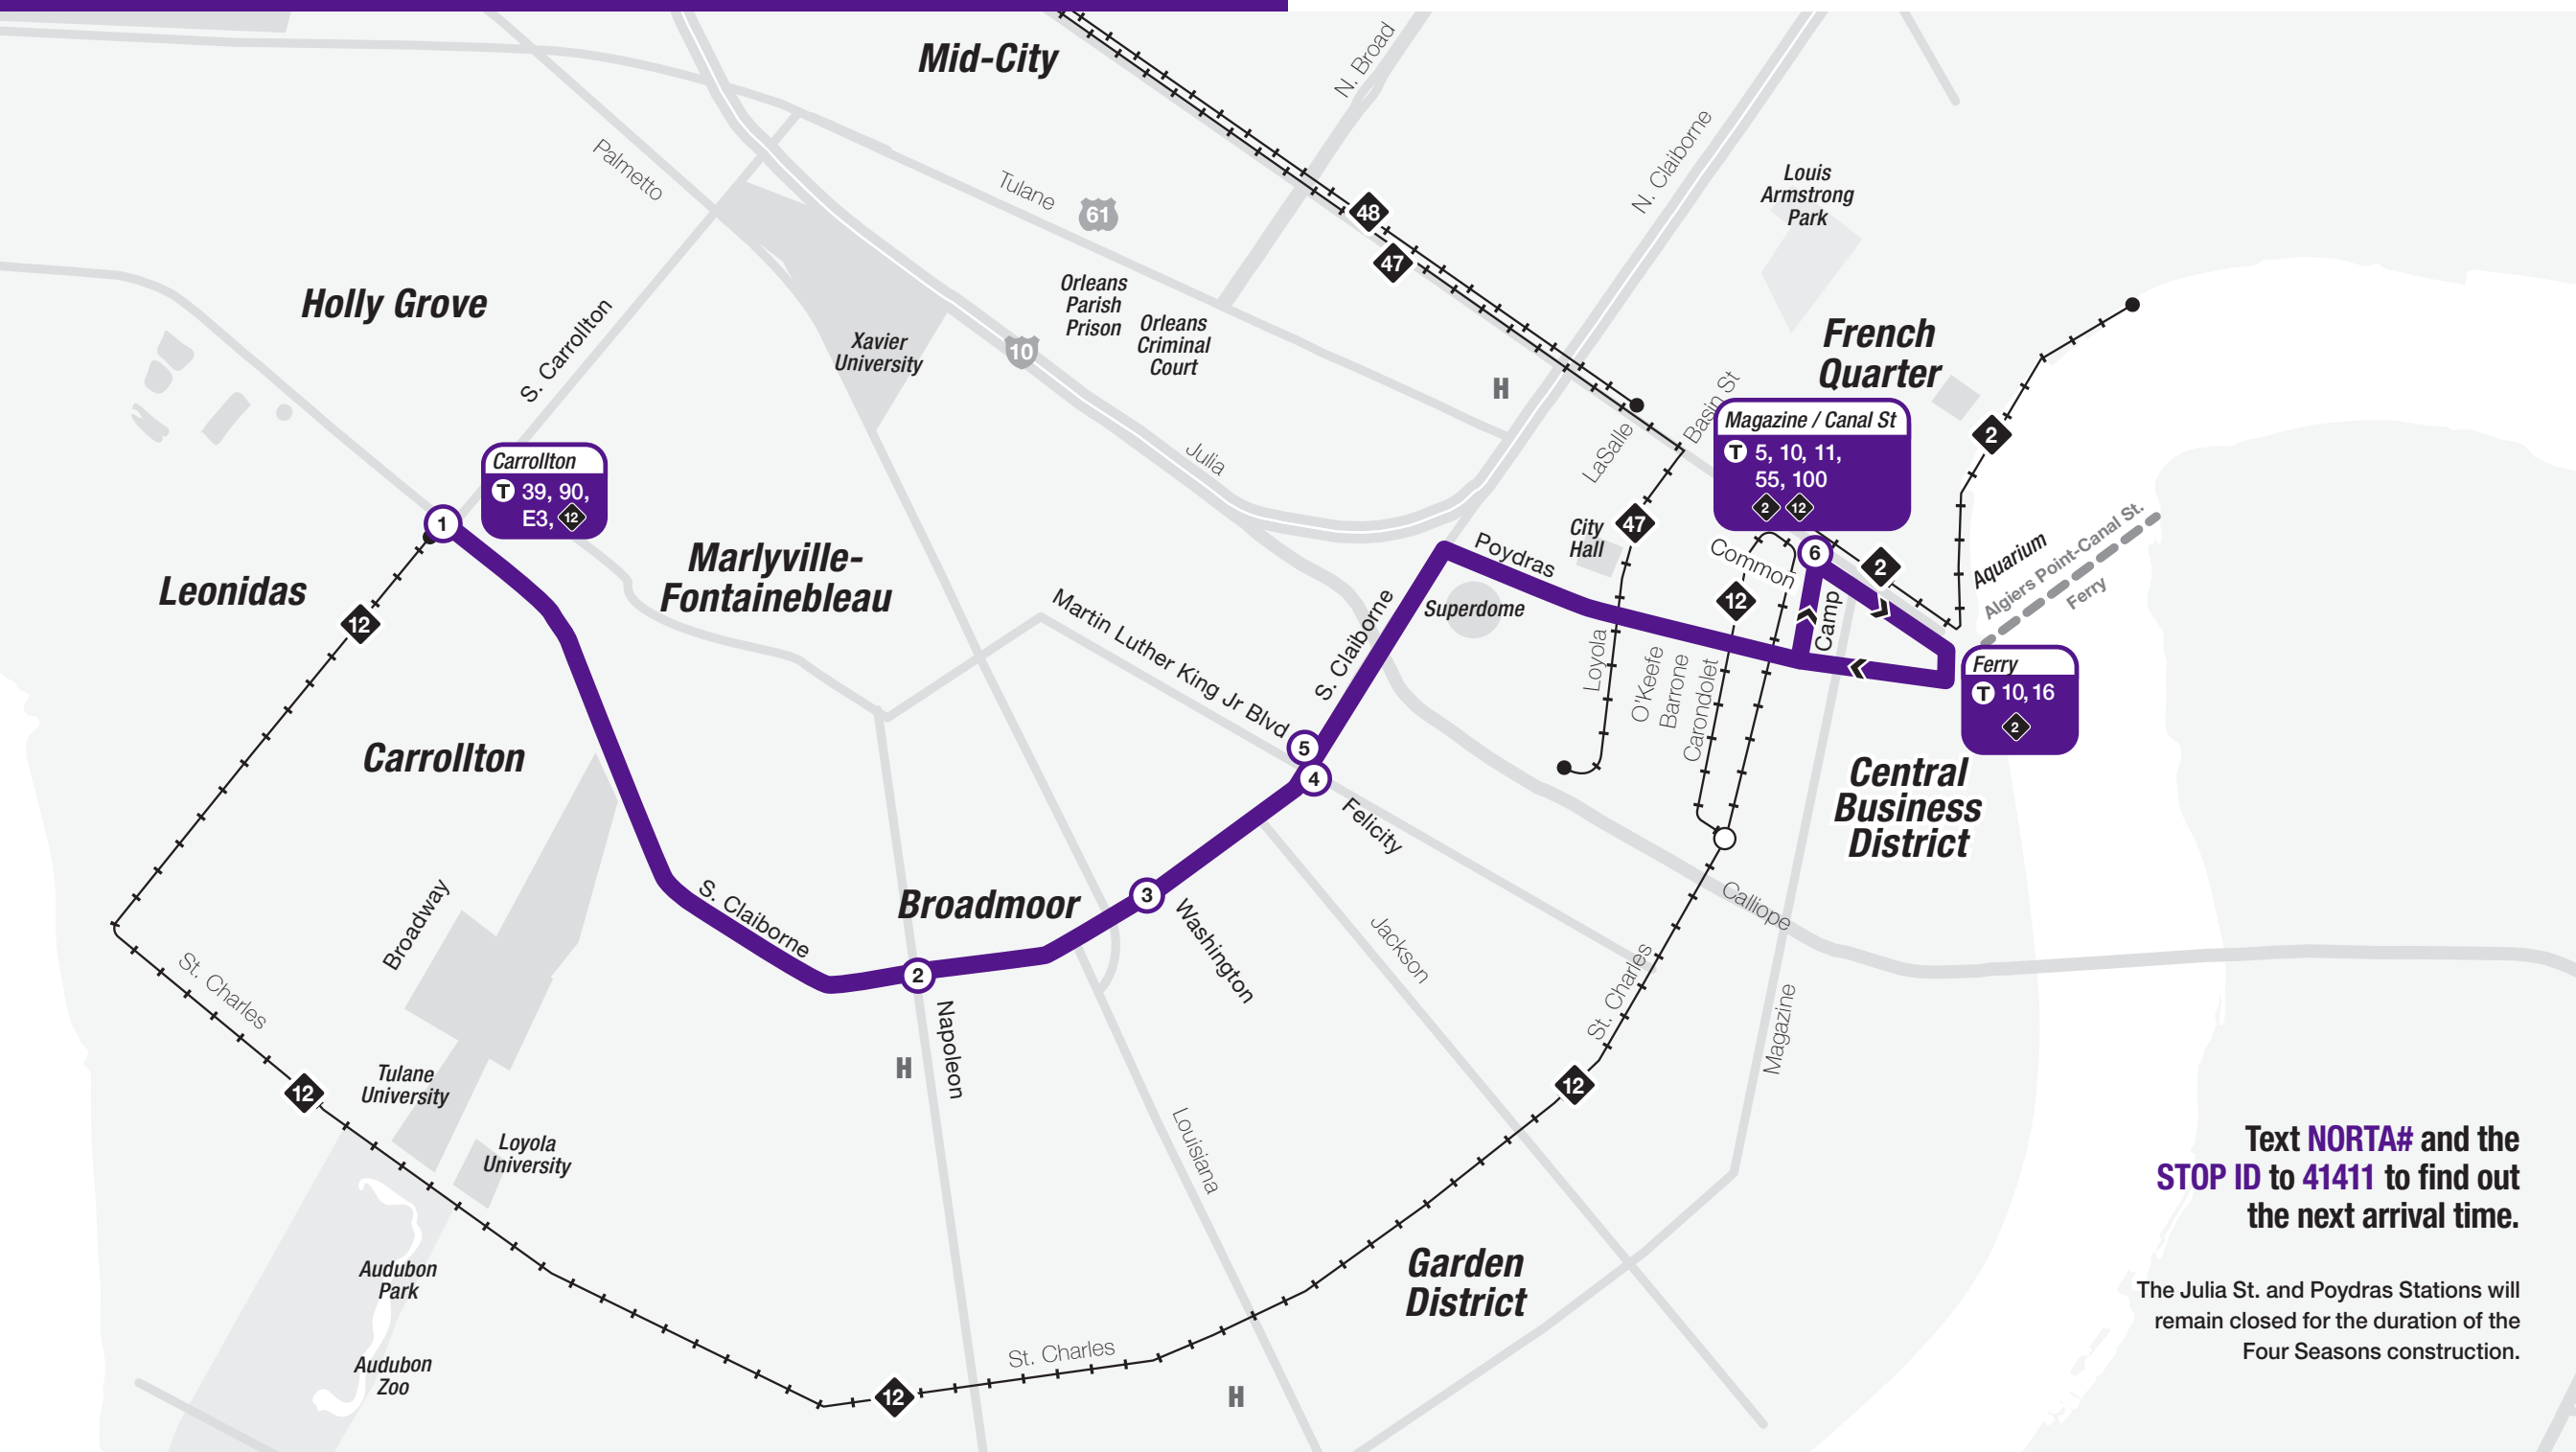 Mid-City
N. Broad
Palmetto
Tulane
61
N. Claiborne
Louis
Armstrong
Park
48
47
Holly Grove
S. Carrollton
Xavier
University
Orleans
Parish
Prison
Orleans
Criminal
Court
10
H
French
Quarter
Basin St
LaSalle
Julia
Magazine / Canal St
T 5, 10, 11,
55, 100
2 12
2
Carrollton
T 39, 90,
E3, 12
1
City
Hall
47
Poydras
Common
6
2
Aquarium
Algiers Point-Canal St.
Ferry
Leonidas
12
Marlyville-
Fontainebleau
Martin Luther King Jr Blvd
S. Claiborne
Superdome
12
Camp
Loyola
O'Keefe
Barrone
Carondolet
Ferry
T 10, 16
2
Carrollton
5
4
Felicity
Central
Business
District
Broadway
S. Claiborne
Broadmoor
3
Washington
Jackson
Calliope
St. Charles
St. Charles
2
Napoleon
Magazine
H
Tulane
University
12
12
Loyola
University
Louisiana
Text NORTA# and the
STOP ID to 41411 to find out
the next arrival time.
Audubon
Park
Garden
District
The Julia St. and Poydras Stations will
remain closed for the duration of the
Four Seasons construction.
Audubon
Zoo
St. Charles
12
H